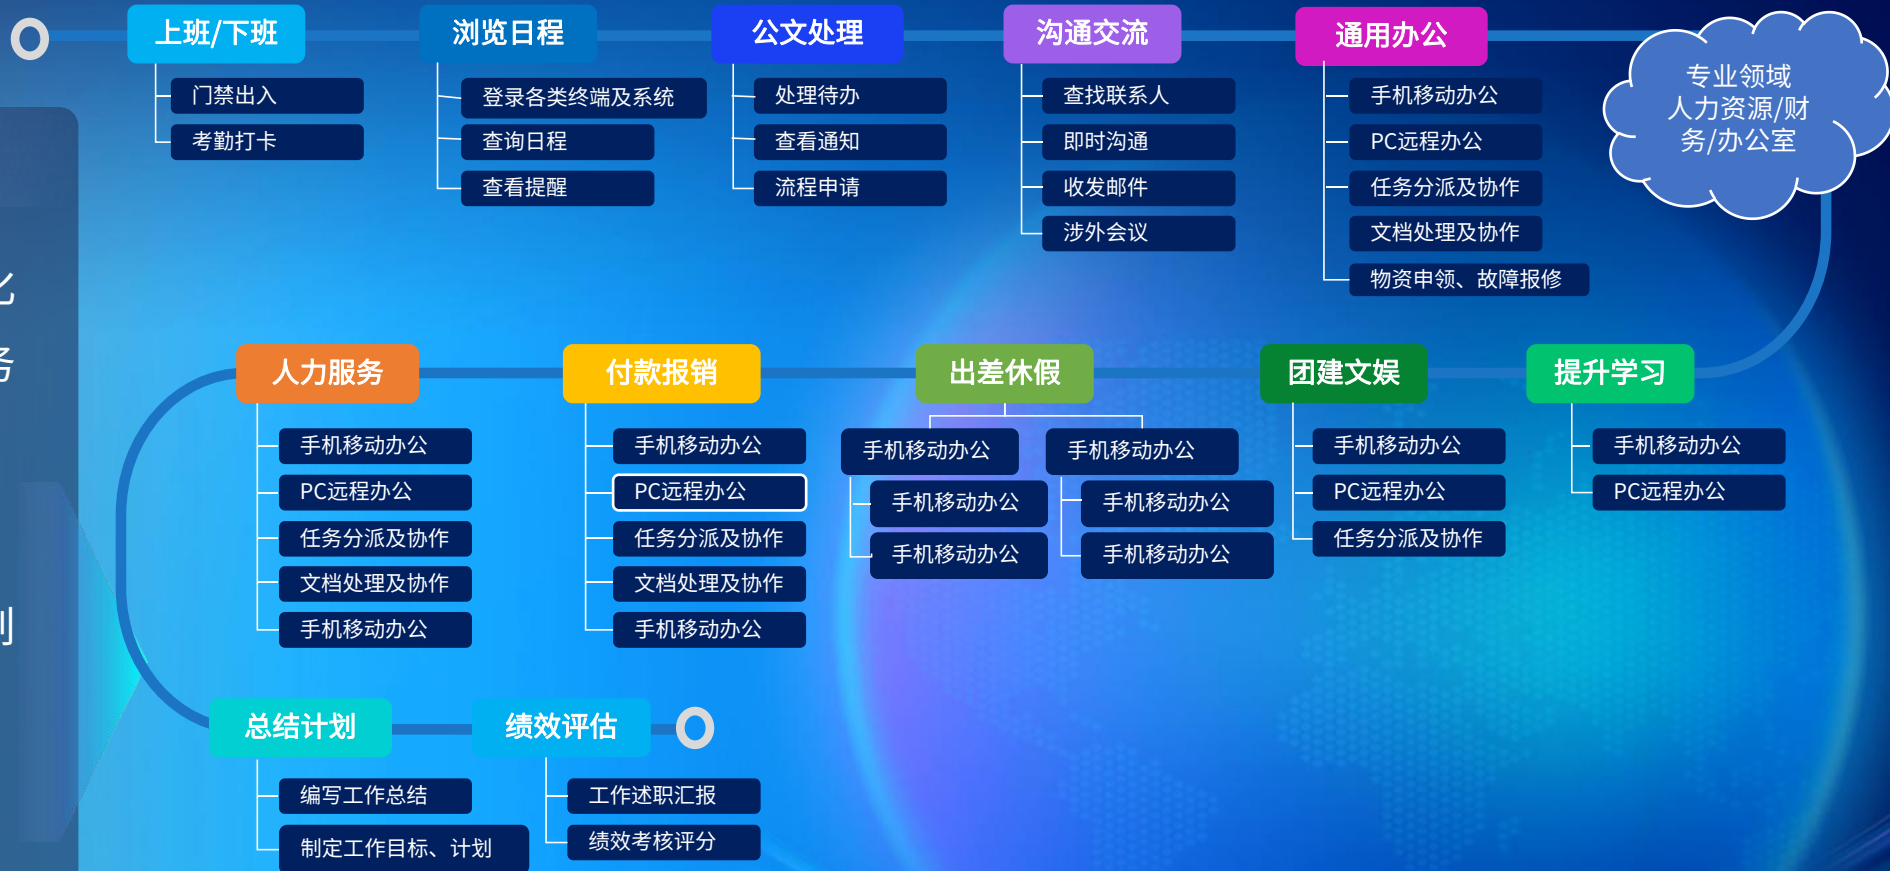 上班/下班
门禁出入
考勤打卡
浏览日程
登录各类终端及系统
查询日程
查看提醒
公文处理
处理待办
查看通知
流程申请
沟通交流
查找联系人
即时沟通
收发邮件
涉外会议
通用办公
手机移动办公
PC远程办公
任务分派及协作
文档处理及协作
物资申领、故障报修
专业领域
人力资源/财
务/办公室
人力服务
手机移动办公
PC远程办公
任务分派及协作
文档处理及协作
手机移动办公
付款报销
手机移动办公
PC远程办公
任务分派及协作
文档处理及协作
手机移动办公
出差休假
手机移动办公
手机移动办公
手机移动办公
手机移动办公
手机移动办公
手机移动办公
团建文娱
手机移动办公
PC远程办公
任务分派及协作
提升学习
手机移动办公
PC远程办公
总结计划
编写工作总结
制定工作目标、计划
绩效评估
工作述职汇报
绩效考核评分